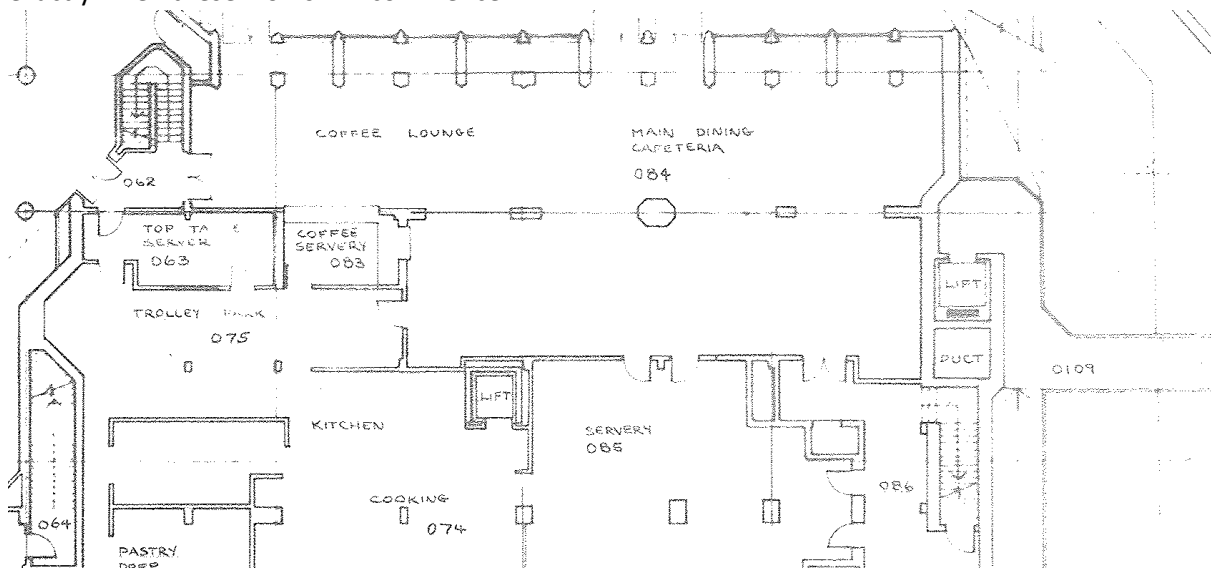 COFFEE LOUNGE
MAIN DINING
CAFETERIA
084
062
TOP TA
SERVER
063
COFFEE
SERVERY
083
LIFT
TROLLEY
075
DUCT
0109
LIFT
KITCHEN
SERVERY
085
086
COOKING
074
064
PASTRY
PREP